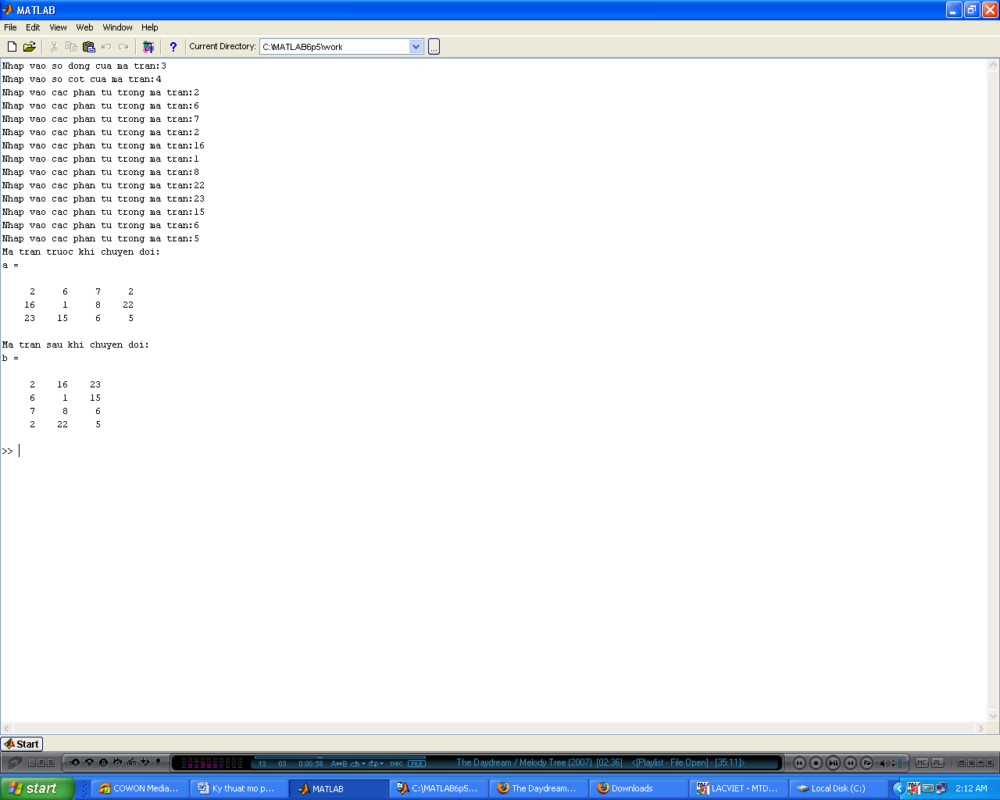 MATLAB
File Edit View Web Window Help
? Current Directory: C:\MATLAB6p5\work ...
Nhap vao so dong cua ma tran:3
Nhap vao so cot cua ma tran:4
Nhap vao cac phan tu trong ma tran:2
Nhap vao cac phan tu trong ma tran:6
Nhap vao cac phan tu trong ma tran:7
Nhap vao cac phan tu trong ma tran:2
Nhap vao cac phan tu trong ma tran:16
Nhap vao cac phan tu trong ma tran:1
Nhap vao cac phan tu trong ma tran:8
Nhap vao cac phan tu trong ma tran:22
Nhap vao cac phan tu trong ma tran:23
Nhap vao cac phan tu trong ma tran:15
Nhap vao cac phan tu trong ma tran:6
Nhap vao cac phan tu trong ma tran:5
Ma tran truoc khi chuyen doi:
a =
2 6 7 2
16 1 8 22
23 15 6 5
Ma tran sau khi chuyen doi:
b =
2 16 23
6 1 15
7 8 6
2 22 5
>>
Start
P S 13 03 0:00:58 A↔B DISC FILE The Daydream / Melody Tree (2007) [02:36] <[Playlist - File Open] - [35:11]> MC PL
start COWON Media... Ky thuat mo p... MATLAB C:\MATLAB6p5... The Daydream... Downloads LACVIET - MTD... Local Disk (C:) 2:12 AM